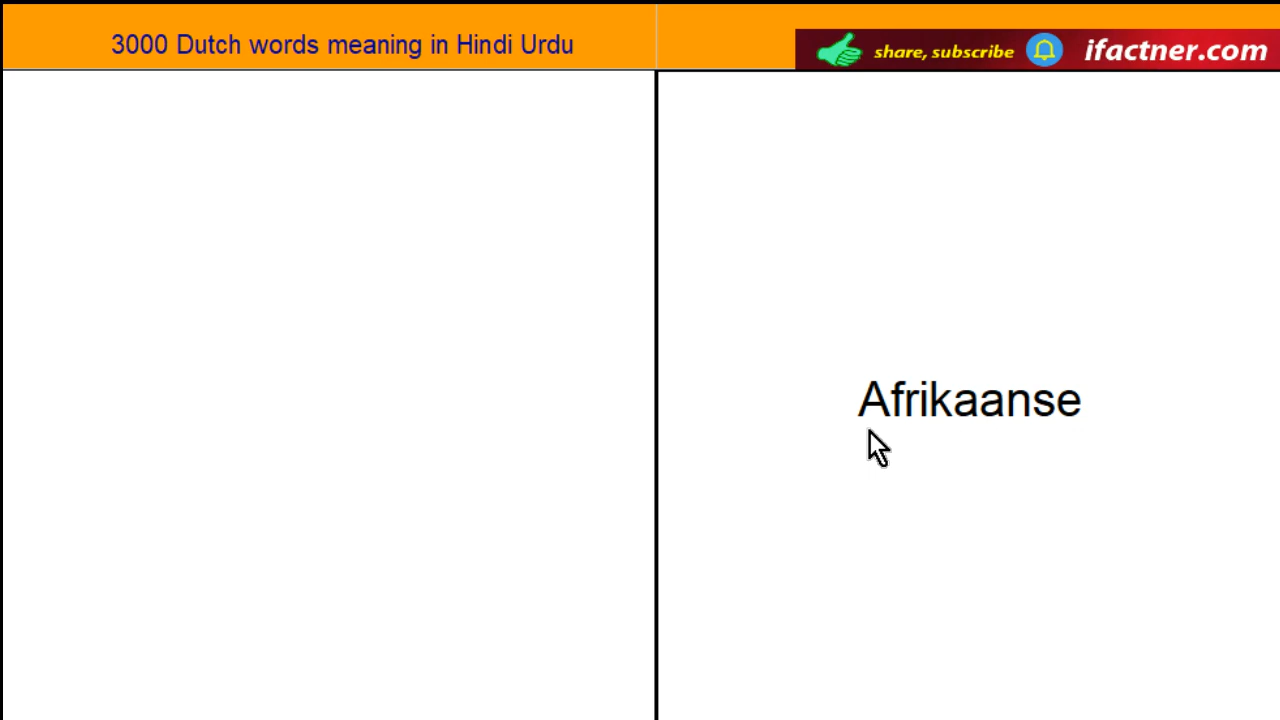 3000 Dutch words meaning in Hindi Urdu
share, subscribe
ifactner.com
Afrikaanse